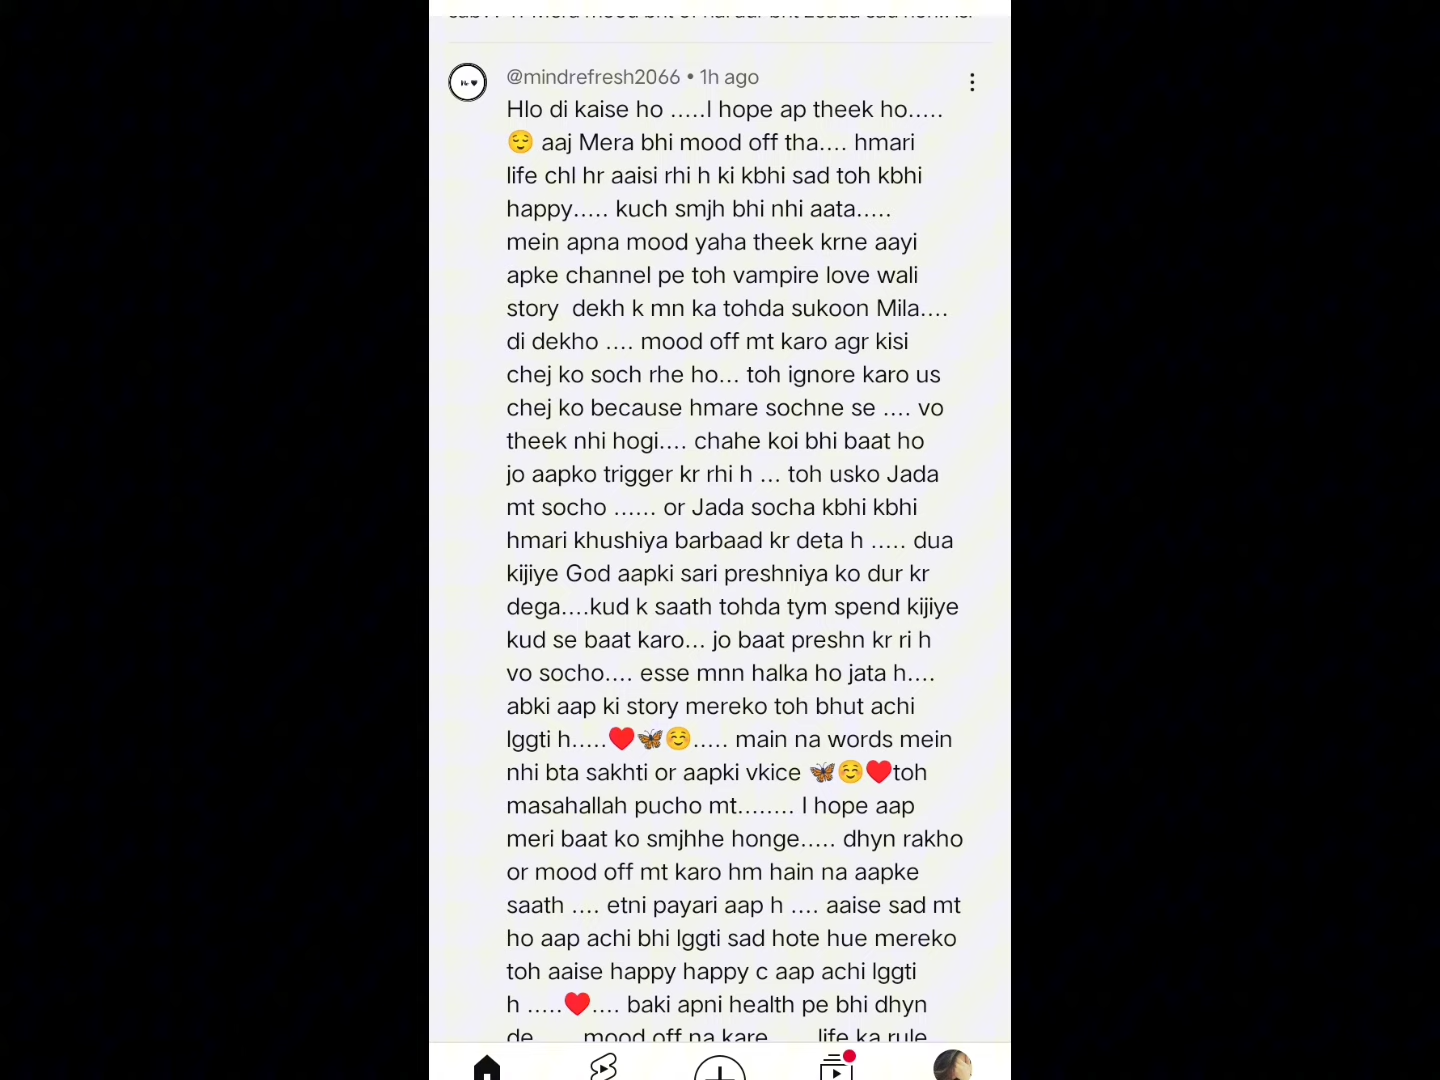 @mindrefresh2066 • 1h ago
Hlo di kaise ho .....I hope ap theek ho.....
😌 aaj Mera bhi mood off tha.... hmari
life chl hr aaisi rhi h ki kbhi sad toh kbhi
happy..... kuch smjh bhi nhi aata.....
mein apna mood yaha theek krne aayi
apke channel pe toh vampire love wali
story  dekh k mn ka tohda sukoon Mila....
di dekho .... mood off mt karo agr kisi
chej ko soch rhe ho... toh ignore karo us
chej ko because hmare sochne se .... vo
theek nhi hogi.... chahe koi bhi baat ho
jo aapko trigger kr rhi h ... toh usko Jada
mt socho ...... or Jada socha kbhi kbhi
hmari khushiya barbaad kr deta h ..... dua
kijiye God aapki sari preshniya ko dur kr
dega....kud k saath tohda tym spend kijiye
kud se baat karo... jo baat preshn kr ri h
vo socho.... esse mnn halka ho jata h....
abki aap ki story mereko toh bhut achi
lggti h.....♥️🦋☺️..... main na words mein
nhi bta sakhti or aapki vkice 🦋☺️♥️toh
masahallah pucho mt........ I hope aap
meri baat ko smjhhe honge..... dhyn rakho
or mood off mt karo hm hain na aapke
saath .... etni payari aap h .... aaise sad mt
ho aap achi bhi lggti sad hote hue mereko
toh aaise happy happy c aap achi lggti
h .....♥️.... baki apni health pe bhi dhyn
de...... mood off na kare...... life ka rule